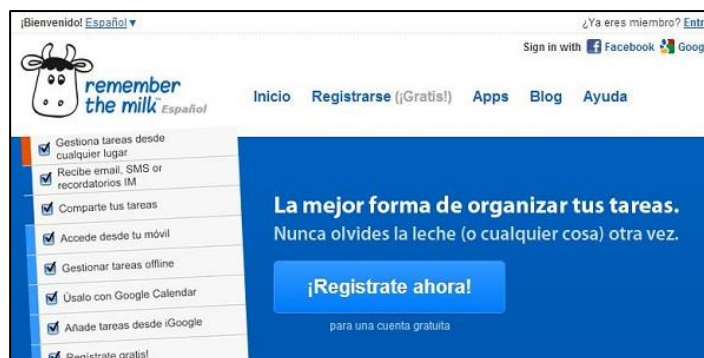 ¡Bienvenido! Español ▼
¿Ya eres miembro?
Sign in with Facebook
remember
the milk™ Español
Inicio Registrarse (¡Gratis!) Apps Blog Ayuda
Gestiona tareas desde
cualquier lugar
Recibe email, SMS or
recordatorios IM
Comparte tus tareas
Accede desde tu móvil
Gestionar tareas offline
Úsalo con Google Calendar
Añade tareas desde iGoogle
Regístrate gratis!
La mejor forma de organizar tus tareas.
Nunca olvides la leche (o cualquier cosa) otra vez.
¡Registrate ahora!
para una cuenta gratuita